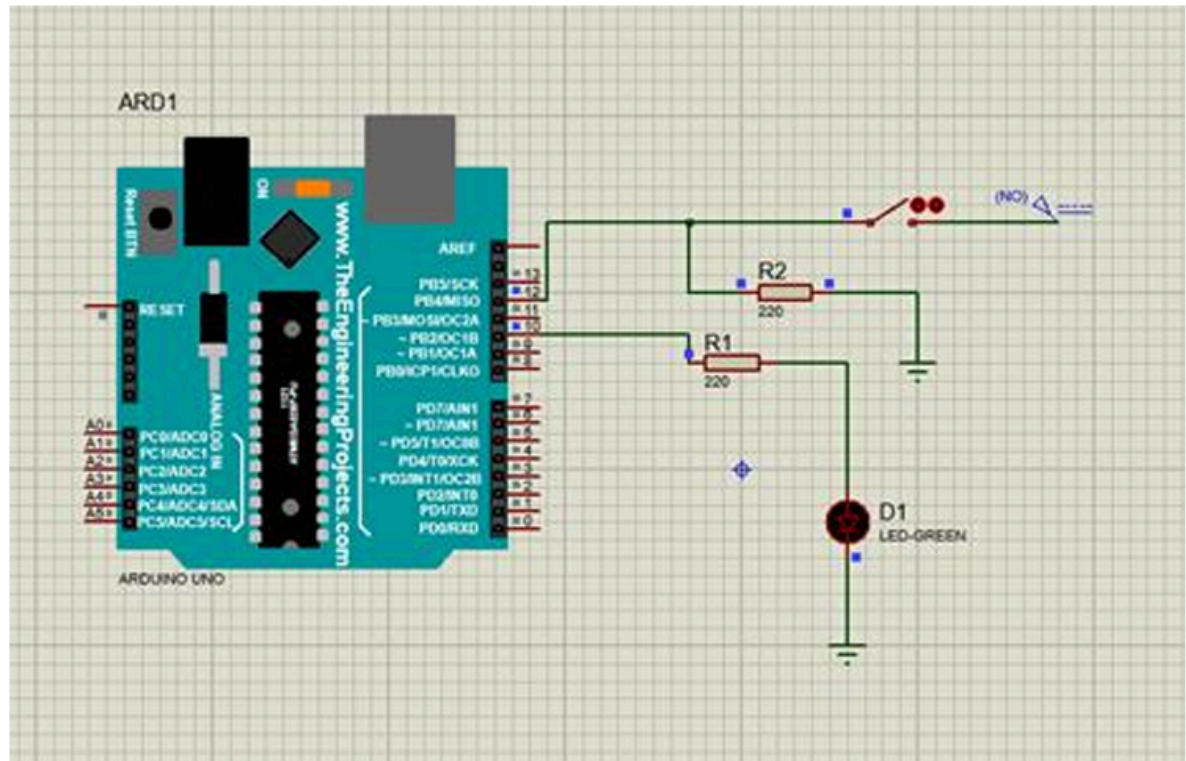 ARD1
ON
Reset BTN
www.TheEngineeringProjects.com
AREF
PB5/SCK
13
PB4/MISO
12
~ PB3/MOSI/OC2A
11
~ PB2/OC1B
10
~ PB1/OC1A
9
PB0/ICP1/CLKO
8
RESET
ANALOG IN
PD7/AIN1
7
~ PD7/AIN1
6
~ PD5/T1/OC0B
5
PD4/T0/XCK
4
~ PD3/INT1/OC2B
3
PD2/INT0
2
PD1/TXD
1
PD0/RXD
0
A0
PC0/ADC0
A1
PC1/ADC1
A2
PC2/ADC2
A3
PC3/ADC3
A4
PC4/ADC4/SDA
A5
PC5/ADC5/SCL
ARDUINO UNO
(NO)
R2
220
R1
220
D1
LED-GREEN